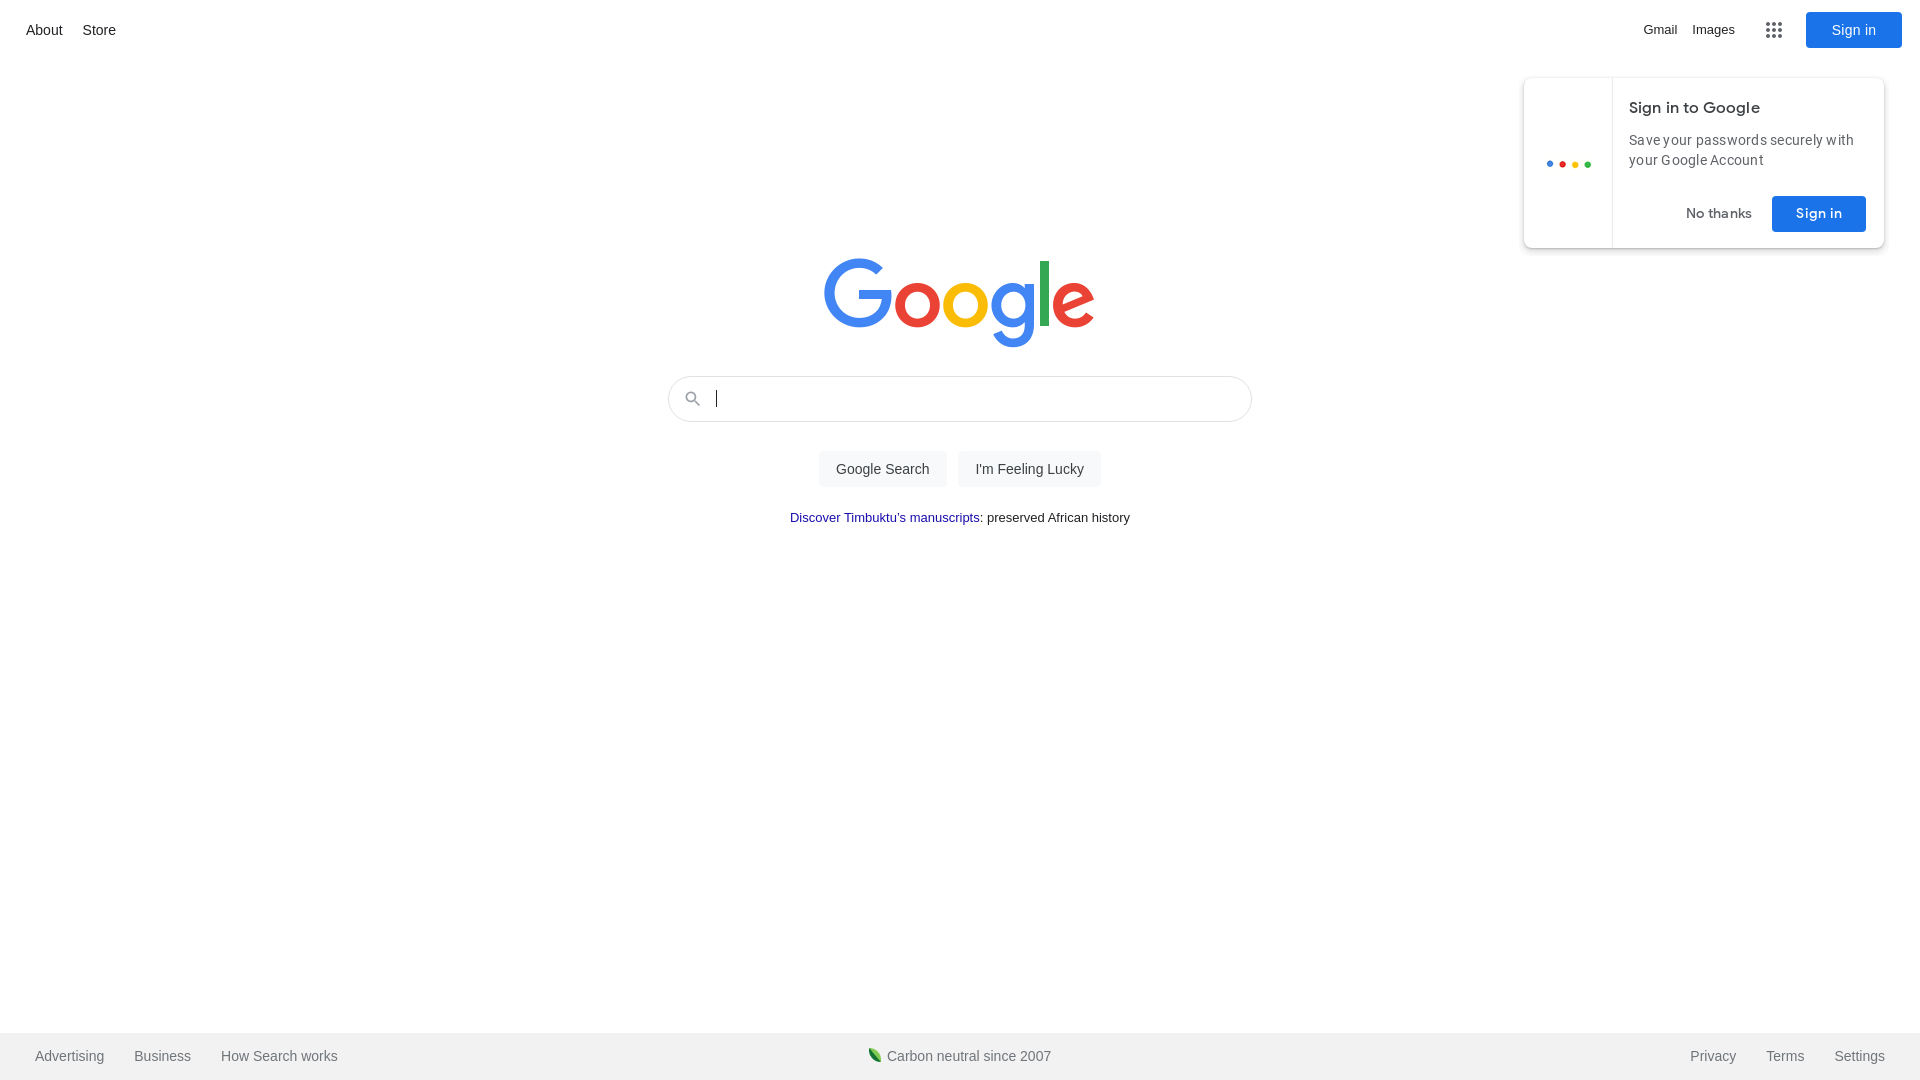 About Store Gmail Images Sign in
Sign in to Google
Save your passwords securely with
your Google Account
No thanks Sign in
Google
Google Search I'm Feeling Lucky
Discover Timbuktu’s manuscripts: preserved African history
Advertising Business How Search works Carbon neutral since 2007 Privacy Terms Settings